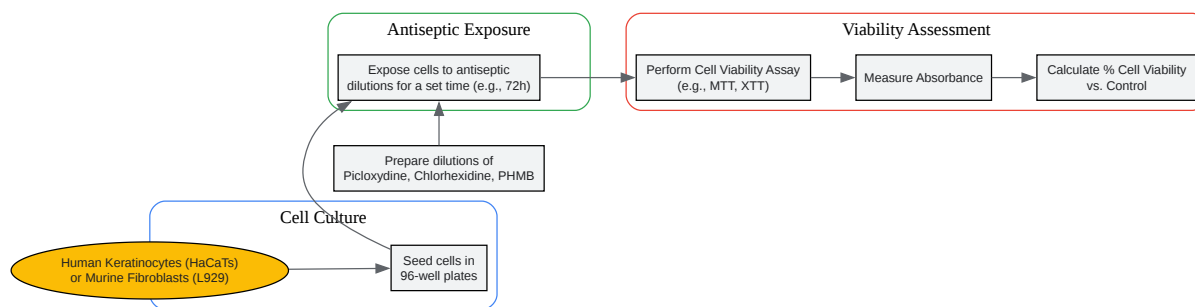 Antiseptic Exposure
Expose cells to antiseptic
dilutions for a set time (e.g., 72h)
Prepare dilutions of
Picloxydine, Chlorhexidine, PHMB
Viability Assessment
Perform Cell Viability Assay
(e.g., MTT, XTT)
Measure Absorbance
Calculate % Cell Viability
vs. Control
Cell Culture
Human Keratinocytes (HaCaTs)
or Murine Fibroblasts (L929)
Seed cells in
96-well plates